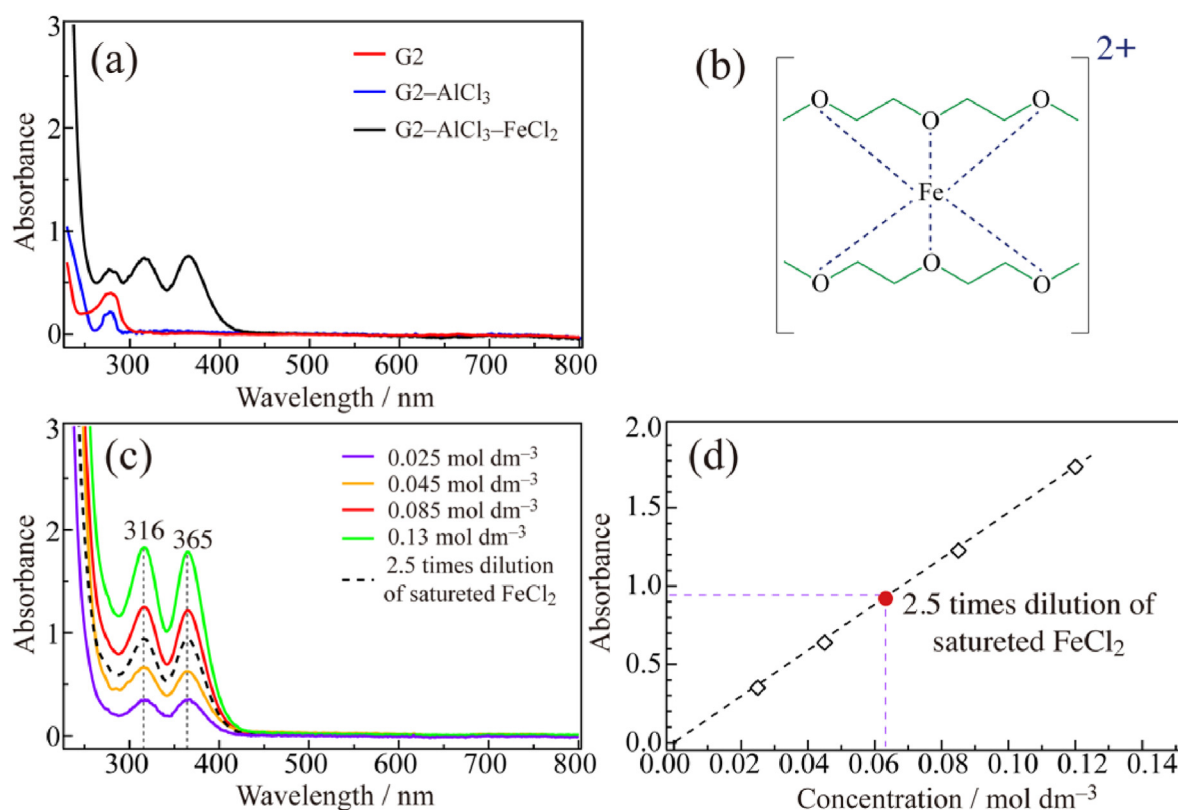 (a)
3
2
1
0
Absorbance
G2
G2–AlCl3
G2–AlCl3–FeCl2
300 400 500 600 700 800
Wavelength / nm
(b)
2+
O O O
Fe
O O O
(c)
3
2
1
0
Absorbance
0.025 mol dm−3
0.045 mol dm−3
0.085 mol dm−3
0.13 mol dm−3
2.5 times dilution
of satureted FeCl2
316 365
300 400 500 600 700 800
Wavelength / nm
(d)
2.0
1.5
1.0
0.5
0.0
Absorbance
2.5 times dilution of
satureted FeCl2
0.00 0.02 0.04 0.06 0.08 0.10 0.12 0.14
Concentration / mol dm−3